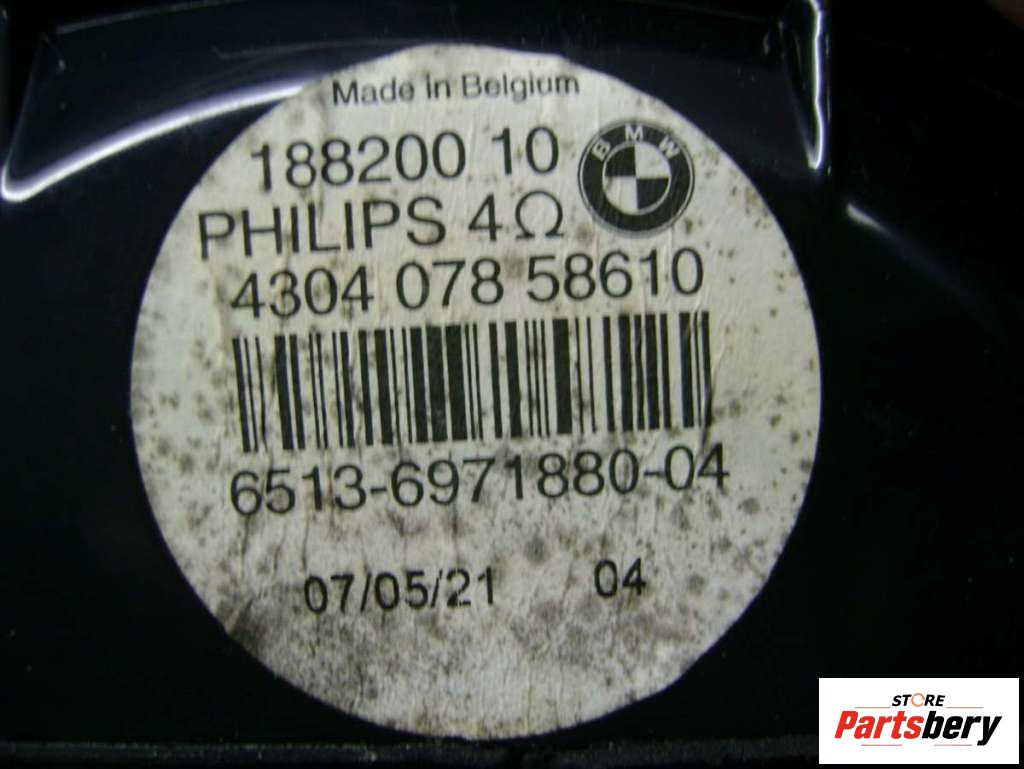 Made in Belgium
188200 10
BMW
PHILIPS 4Ω
4304 078 58610
6513-6971880-04
07/05/21 04
STORE
Partsbery